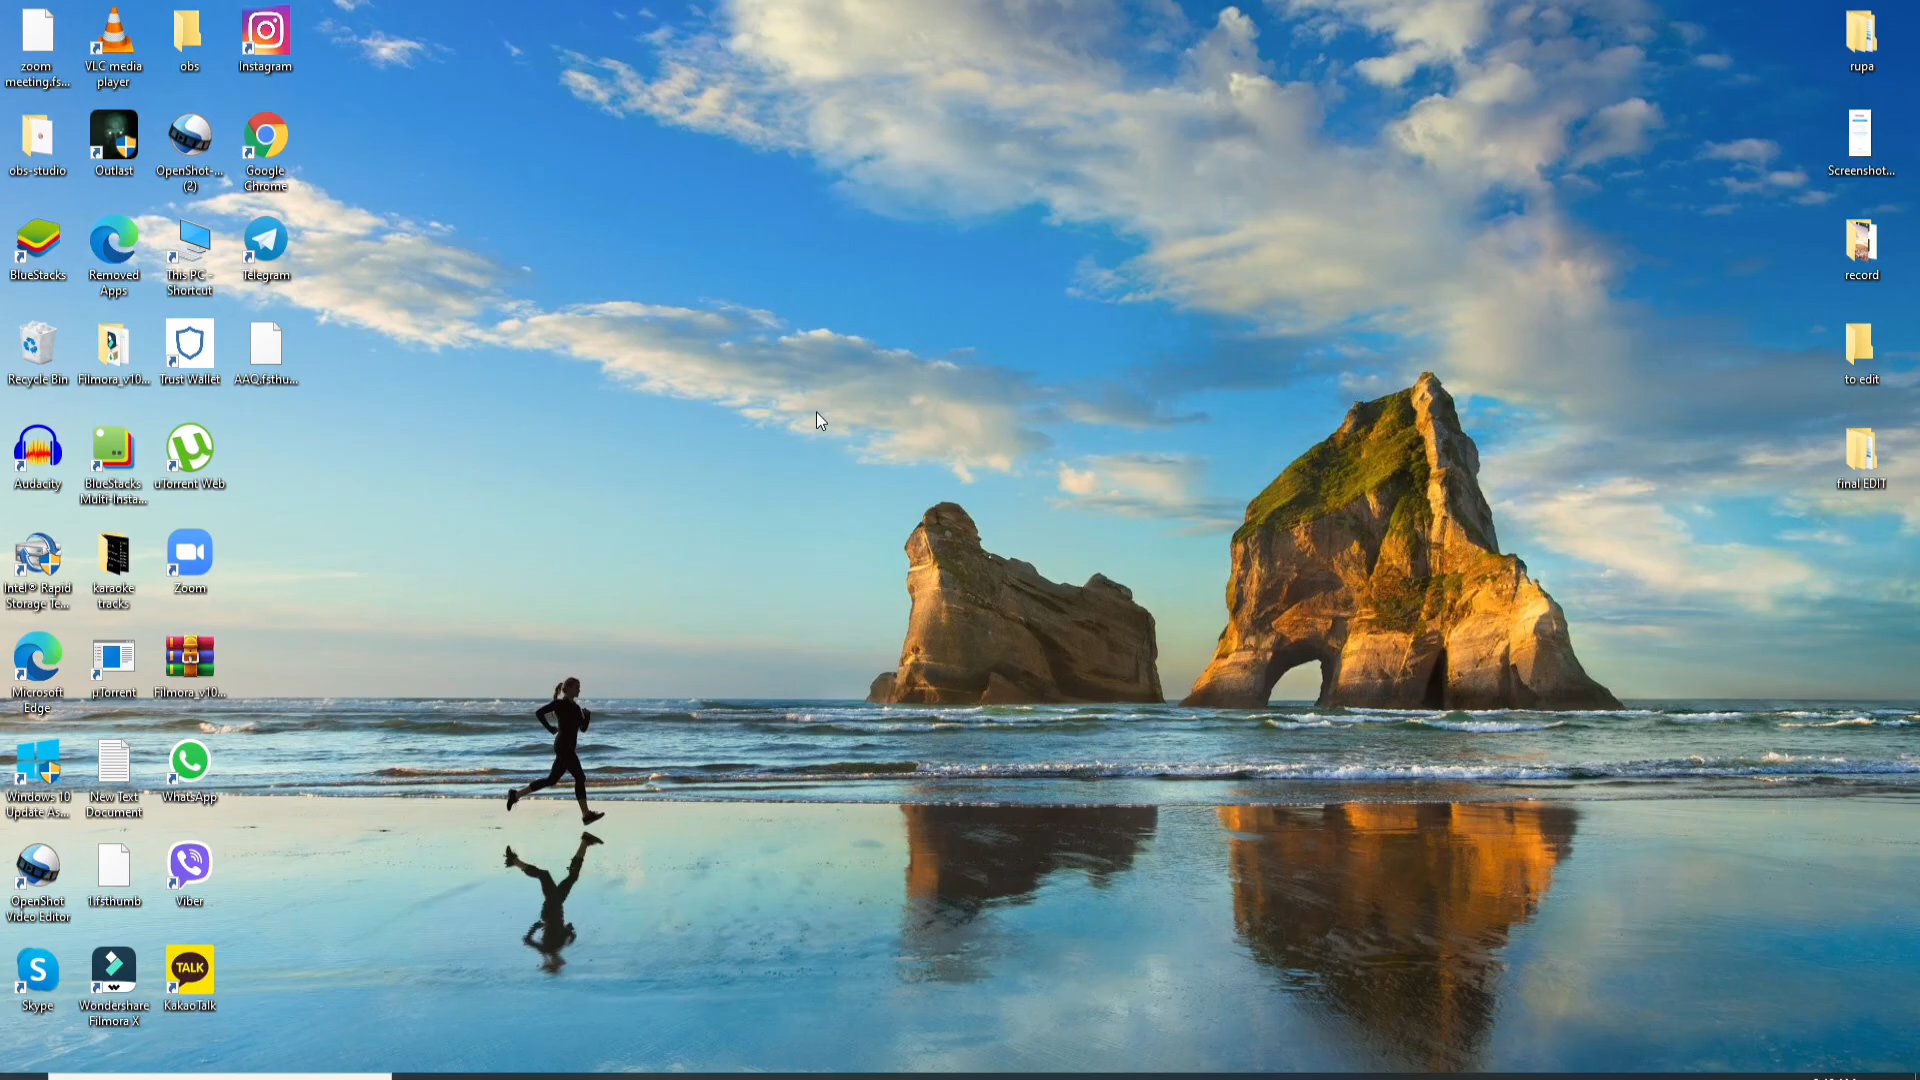 zoom
meeting.fs...
VLC media
player
obs
Instagram
obs-studio
Outlast
OpenShot-...
(2)
Google
Chrome
BlueStacks
Removed
Apps
This PC -
Shortcut
Telegram
Recycle Bin
Filmora_v10...
Trust Wallet
AAQ.fsthu...
Audacity
BlueStacks
Multi-Insta...
uTorrent Web
Intel® Rapid
Storage Te...
karaoke
tracks
Zoom
Microsoft
Edge
µTorrent
Filmora_v10...
Windows 10
Update As...
New Text
Document
WhatsApp
OpenShot
Video Editor
1.fsthumb
Viber
S
Skype
Wondershare
Filmora X
TALK
KakaoTalk
rupa
Screenshot...
record
to edit
final EDIT